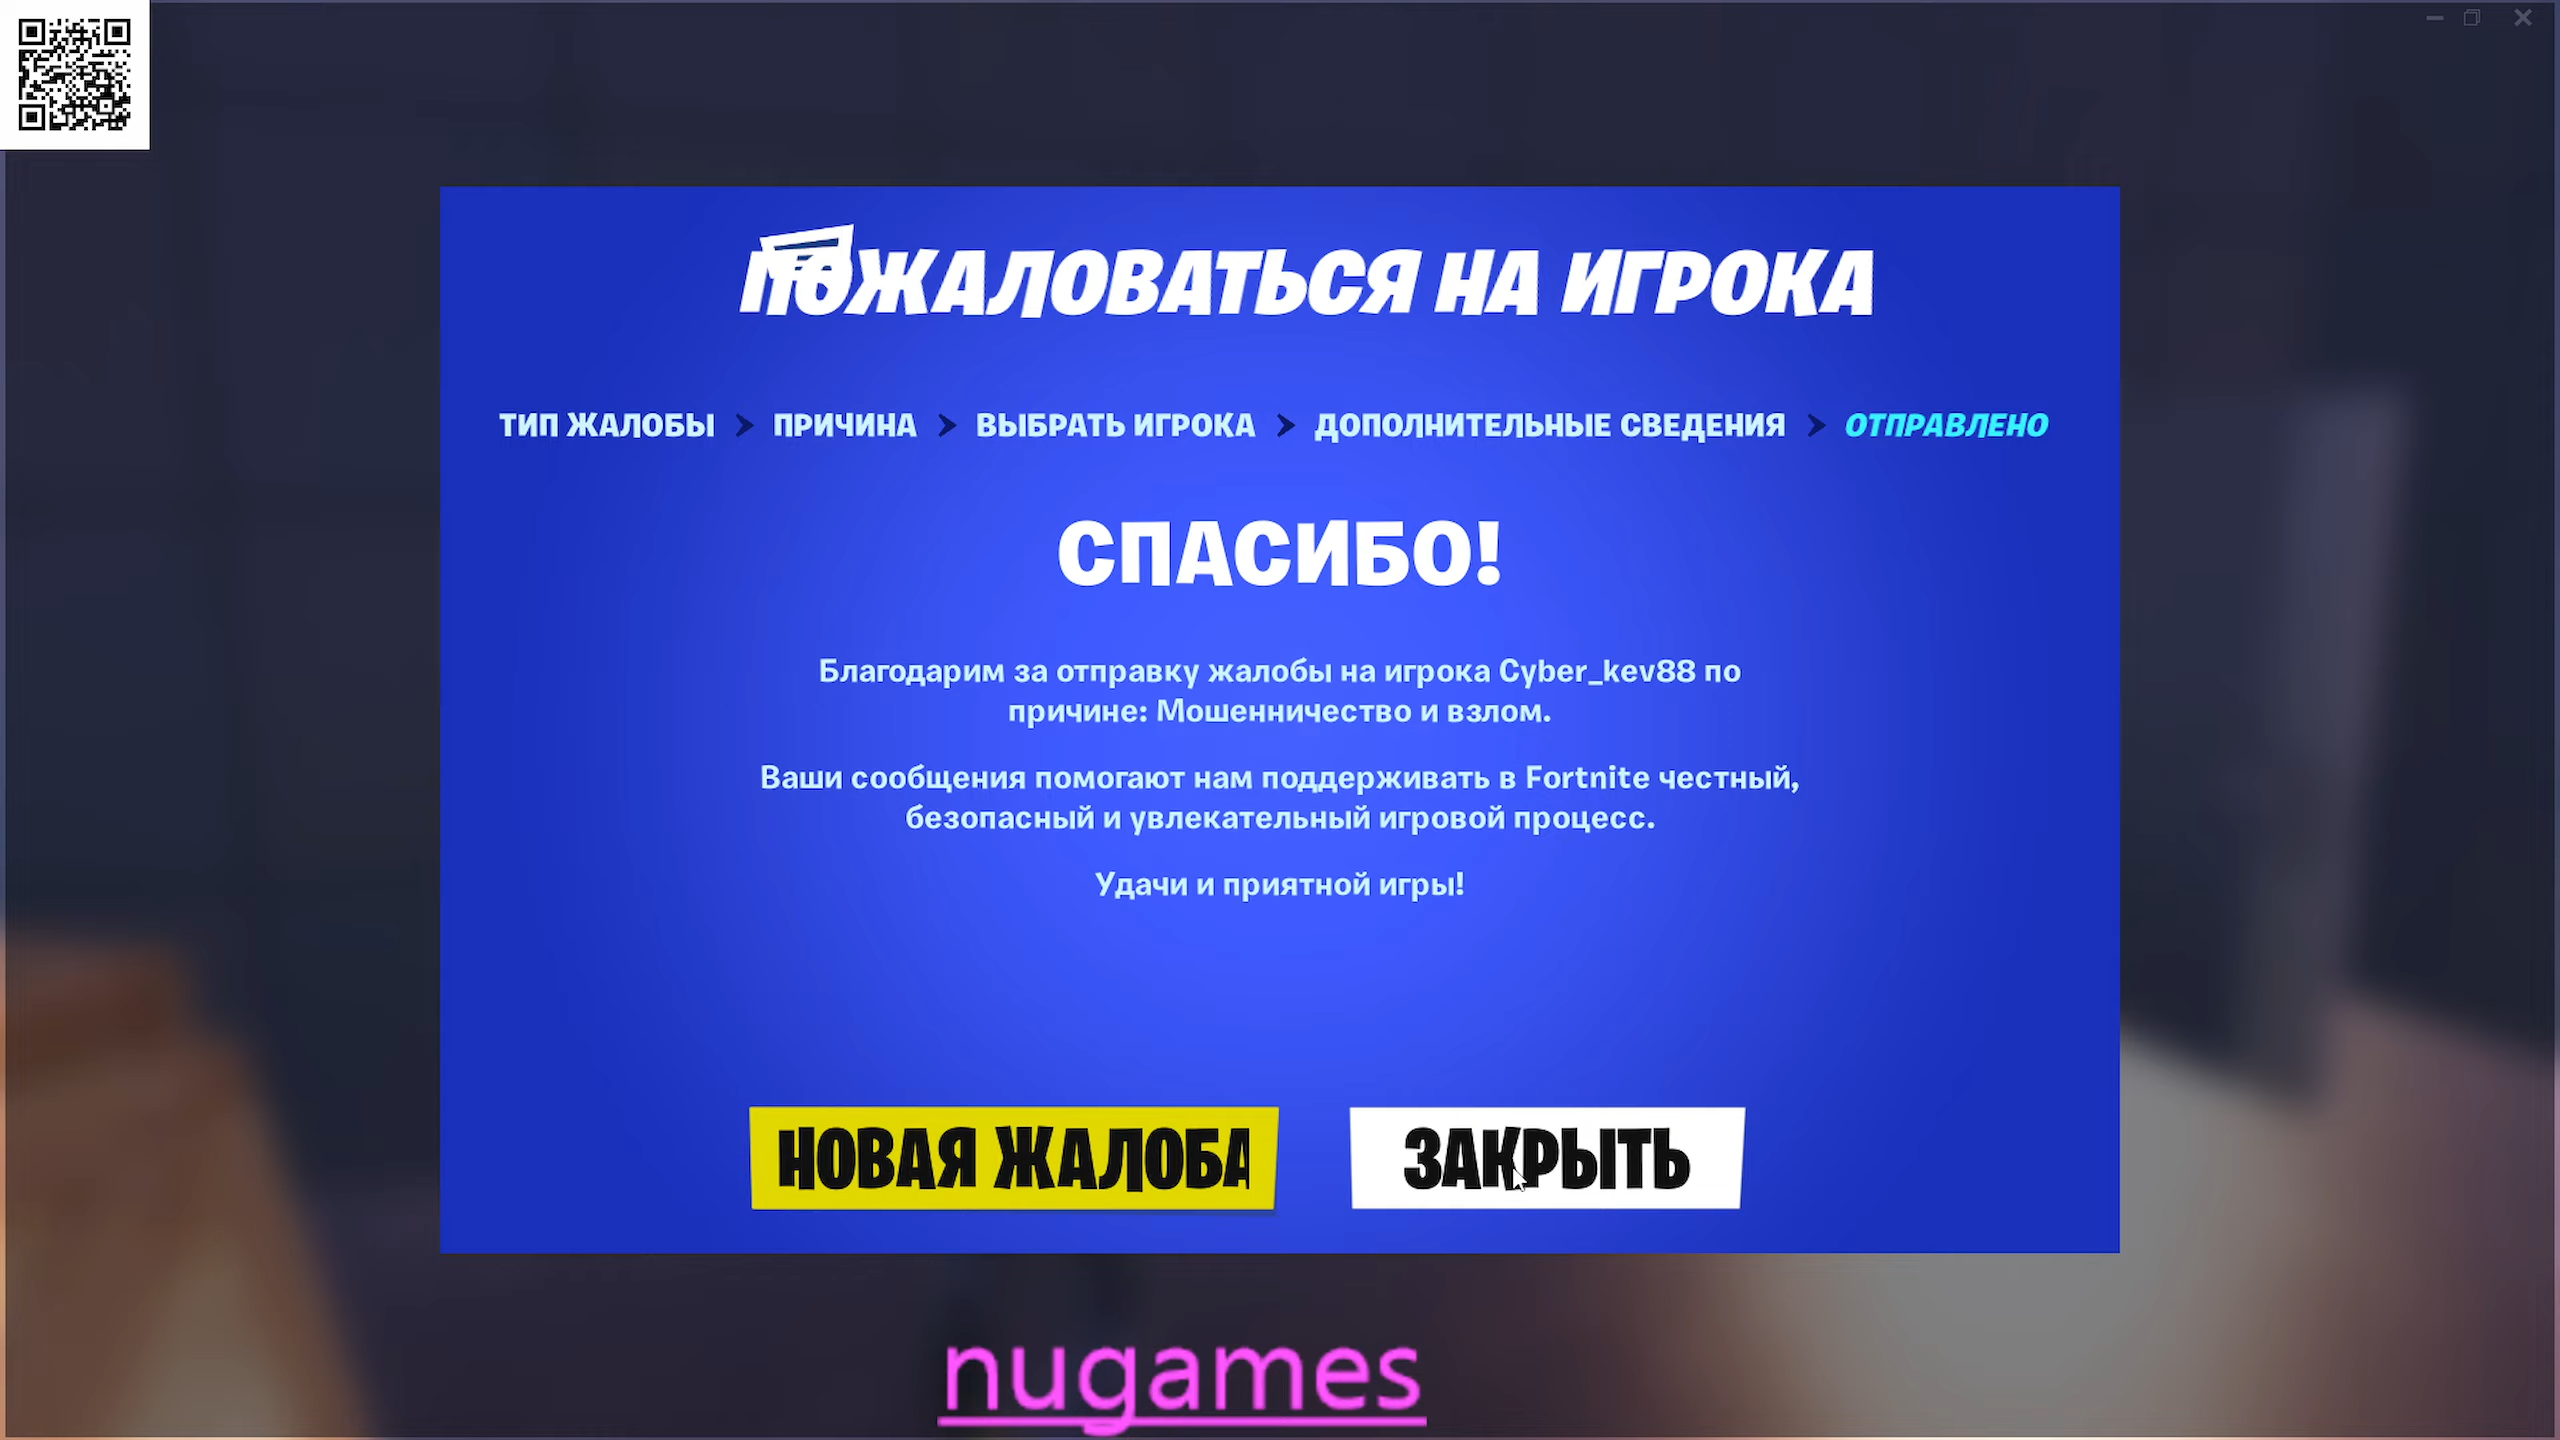 ПОЖАЛОВАТЬСЯ НА ИГРОКА
ТИП ЖАЛОБЫ > ПРИЧИНА > ВЫБРАТЬ ИГРОКА > ДОПОЛНИТЕЛЬНЫЕ СВЕДЕНИЯ > ОТПРАВЛЕНО
СПАСИБО!
Благодарим за отправку жалобы на игрока Cyber_kev88 по
причине: Мошенничество и взлом.
Ваши сообщения помогают нам поддерживать в Fortnite честный,
безопасный и увлекательный игровой процесс.
Удачи и приятной игры!
НОВАЯ ЖАЛОБА
ЗАКРЫТЬ
nugames